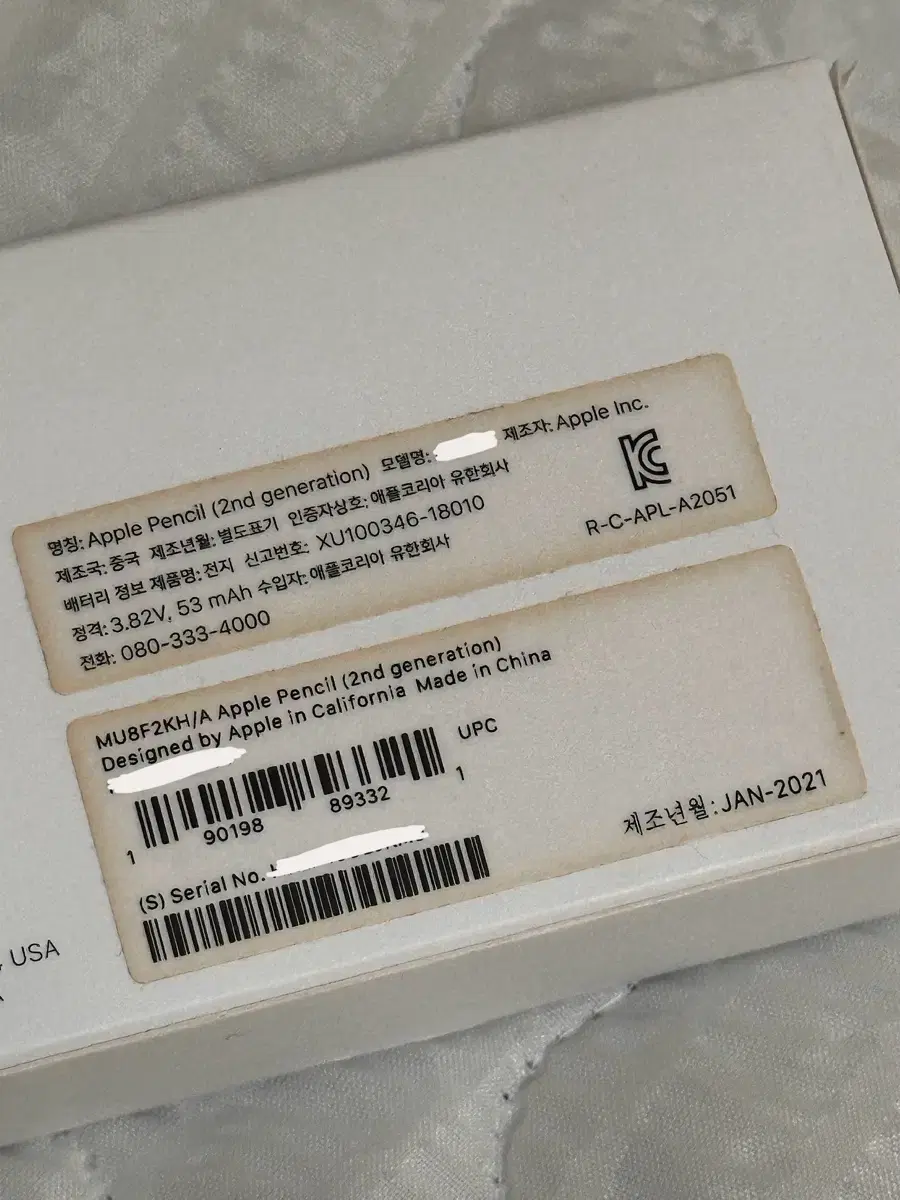 명칭: Apple Pencil (2nd generation) 모델명: 제조자: Apple Inc.
제조국: 중국 제조년월: 별도표기 인증자상호: 애플코리아 유한회사
배터리 정보 제품명: 전지 신고번호: XU100346-18010
정격: 3.82V, 53 mAh 수입자: 애플코리아 유한회사
전화: 080-333-4000
R-C-APL-A2051
MU8F2KH/A Apple Pencil (2nd generation)
Designed by Apple in California Made in China
UPC
1 90198 89332 1
(S) Serial No.
제조년월: JAN-2021
USA